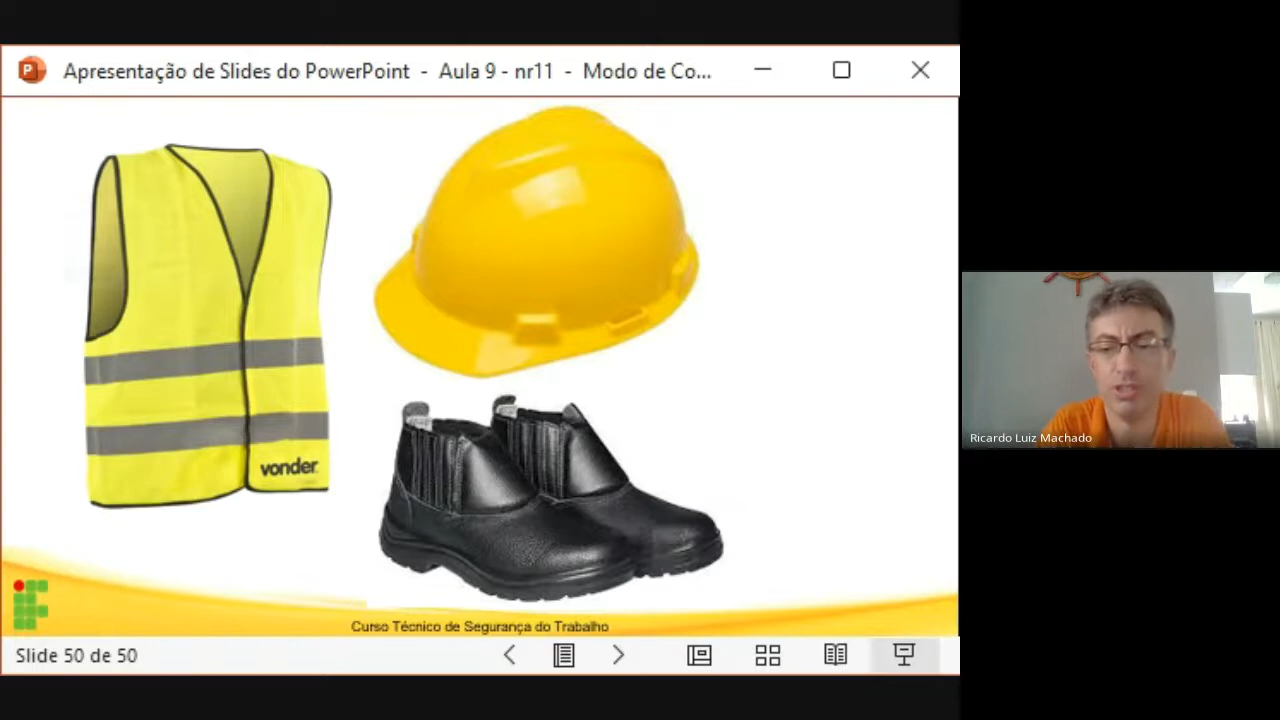 Apresentação de Slides do PowerPoint - Aula 9 - nr11 - Modo de Co...
vonder
Ricardo Luiz Machado
Curso Técnico de Segurança do Trabalho
Slide 50 de 50